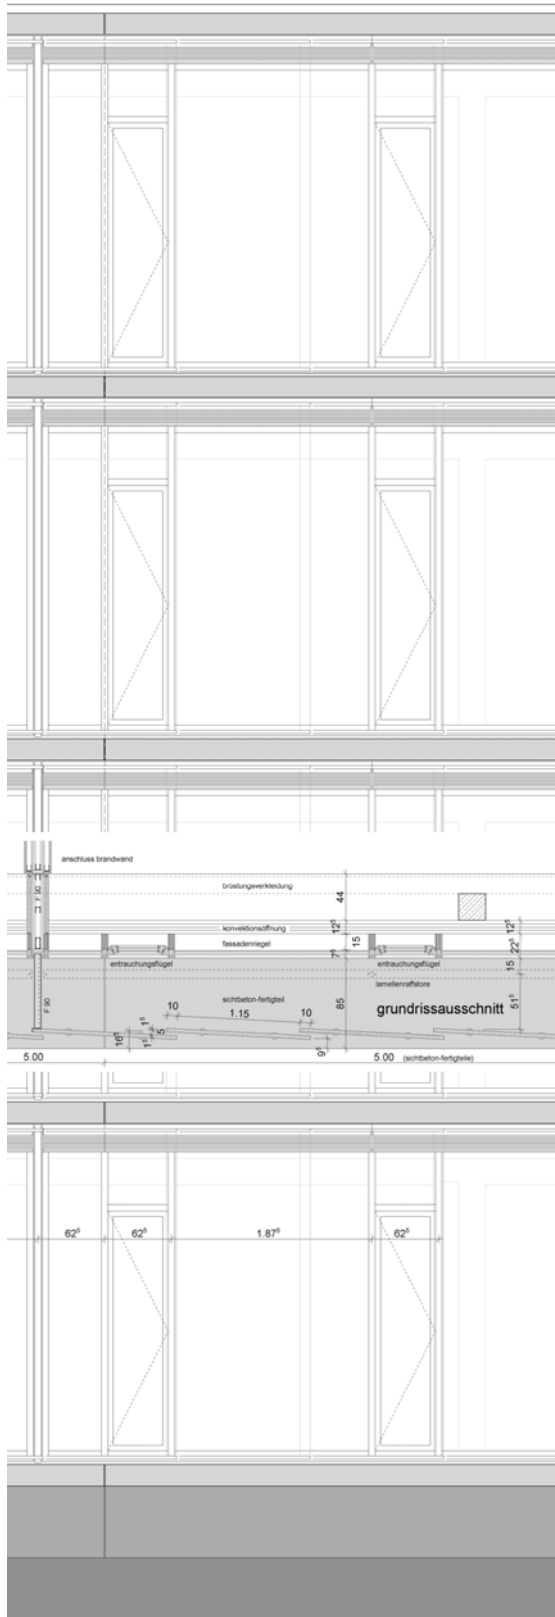 anschluss brandwand
F 90
brüstungsverkleidung
44
konvektionsöffnung
12⁵
12⁵
fassadenriegel
15
22⁵
7⁵
entrauchungsflügel
entrauchungsflügel
15
lamellenraffstore
F 90
sichtbeton-fertigteil
85
51⁵
10
1.15
10
grundrissausschnitt
16⁵
1⁵
1⁵
5
9⁵
5.00
5.00 (sichtbeton-fertigteile)
62⁵
62⁵
1.87⁵
62⁵